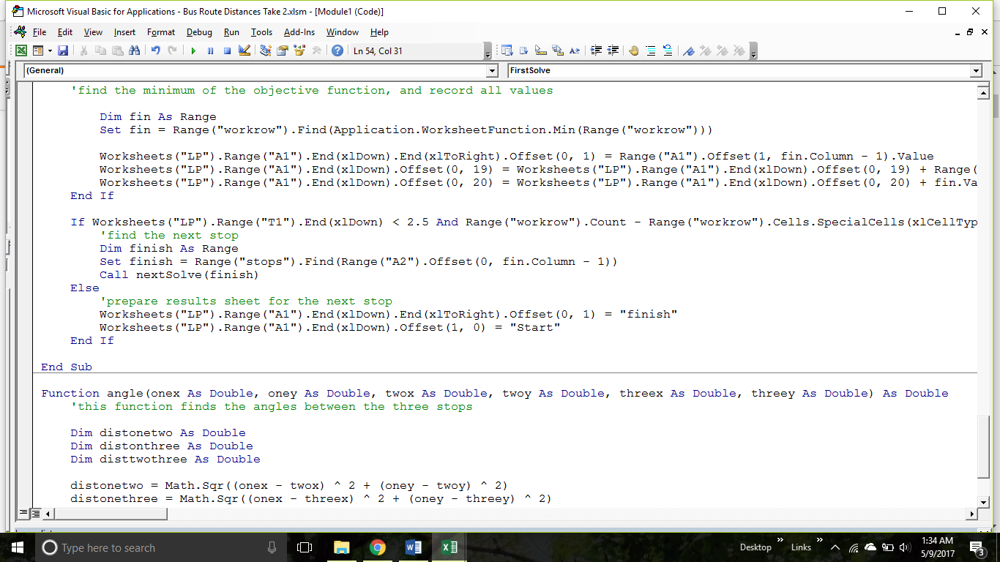 Microsoft Visual Basic for Applications - Bus Route Distances Take 2.xlsm - [Module1 (Code)]
File Edit View Insert Format Debug Run Tools Add-Ins Window Help
Ln 54, Col 31
(General) FirstSolve
'find the minimum of the objective function, and record all values
Dim fin As Range
Set fin = Range("workrow").Find(Application.WorksheetFunction.Min(Range("workrow")))
Worksheets("LP").Range("A1").End(xlDown).End(xlToRight).Offset(0, 1) = Range("A1").Offset(1, fin.Column - 1).Value
Worksheets("LP").Range("A1").End(xlDown).Offset(0, 19) = Worksheets("LP").Range("A1").End(xlDown).Offset(0, 19) + Range(
Worksheets("LP").Range("A1").End(xlDown).Offset(0, 20) = Worksheets("LP").Range("A1").End(xlDown).Offset(0, 20) + fin.Va
End If
If Worksheets("LP").Range("T1").End(xlDown) < 2.5 And Range("workrow").Count - Range("workrow").Cells.SpecialCells(xlCellTyp
'find the next stop
Dim finish As Range
Set finish = Range("stops").Find(Range("A2").Offset(0, fin.Column - 1))
Call nextSolve(finish)
Else
'prepare results sheet for the next stop
Worksheets("LP").Range("A1").End(xlDown).End(xlToRight).Offset(0, 1) = "finish"
Worksheets("LP").Range("A1").End(xlDown).Offset(1, 0) = "Start"
End If
End Sub
Function angle(onex As Double, oney As Double, twox As Double, twoy As Double, threex As Double, threey As Double) As Double
'this function finds the angles between the three stops
Dim distonetwo As Double
Dim distonthree As Double
Dim disttwothree As Double
distonetwo = Math.Sqr((onex - twox) ^ 2 + (oney - twoy) ^ 2)
distonethree = Math.Sqr((onex - threex) ^ 2 + (oney - threey) ^ 2)
Type here to search
Desktop » Links »
1:34 AM
5/9/2017
3